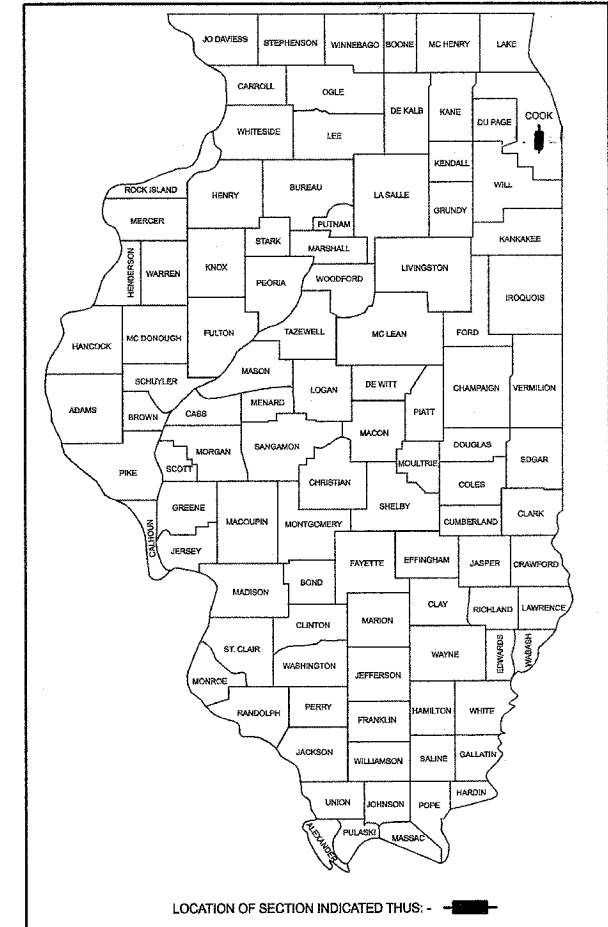 JO DAVIESS
STEPHENSON
WINNEBAGO
BOONE
MC HENRY
LAKE
CARROLL
OGLE
DE KALB
KANE
COOK
DU PAGE
WHITESIDE
LEE
KENDALL
WILL
ROCK ISLAND
HENRY
BUREAU
LA SALLE
GRUNDY
MERCER
PUTNAM
STARK
MARSHALL
KANKAKEE
HENDERSON
WARREN
KNOX
PEORIA
WOODFORD
LIVINGSTON
IROQUOIS
HANCOCK
MC DONOUGH
FULTON
TAZEWELL
MC LEAN
FORD
MASON
SCHUYLER
LOGAN
DE WITT
CHAMPAIGN
VERMILION
ADAMS
BROWN
CASS
MENARD
PIATT
MACON
MORGAN
SANGAMON
DOUGLAS
EDGAR
PIKE
SCOTT
CHRISTIAN
MOULTRIE
COLES
GREENE
MACOUPIN
MONTGOMERY
SHELBY
CUMBERLAND
CLARK
CALHOUN
JERSEY
FAYETTE
EFFINGHAM
JASPER
CRAWFORD
MADISON
BOND
CLAY
RICHLAND
LAWRENCE
CLINTON
MARION
ST. CLAIR
WAYNE
EDWARDS
WABASH
WASHINGTON
JEFFERSON
MONROE
RANDOLPH
PERRY
HAMILTON
WHITE
FRANKLIN
JACKSON
WILLIAMSON
SALINE
GALLATIN
UNION
JOHNSON
POPE
HARDIN
ALEXANDER
PULASKI
MASSAC
LOCATION OF SECTION INDICATED THUS: -